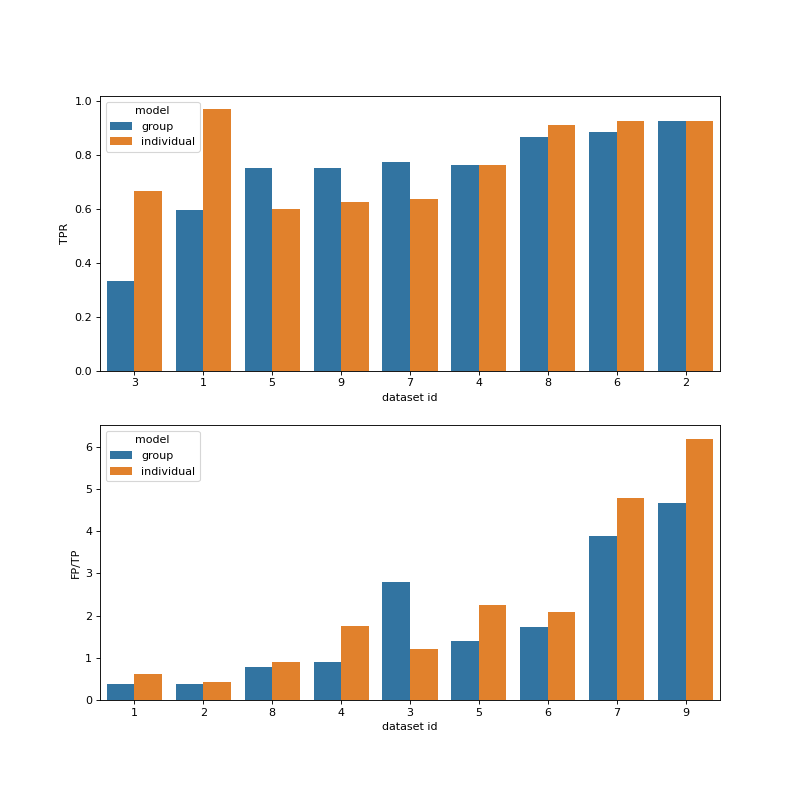 1.0
0.8
0.6
0.4
0.2
0.0
TPR
model
group
individual
3 1 5 9 7 4 8 6 2
dataset id
6
5
4
3
2
1
0
FP/TP
model
group
individual
1 2 8 4 3 5 6 7 9
dataset id